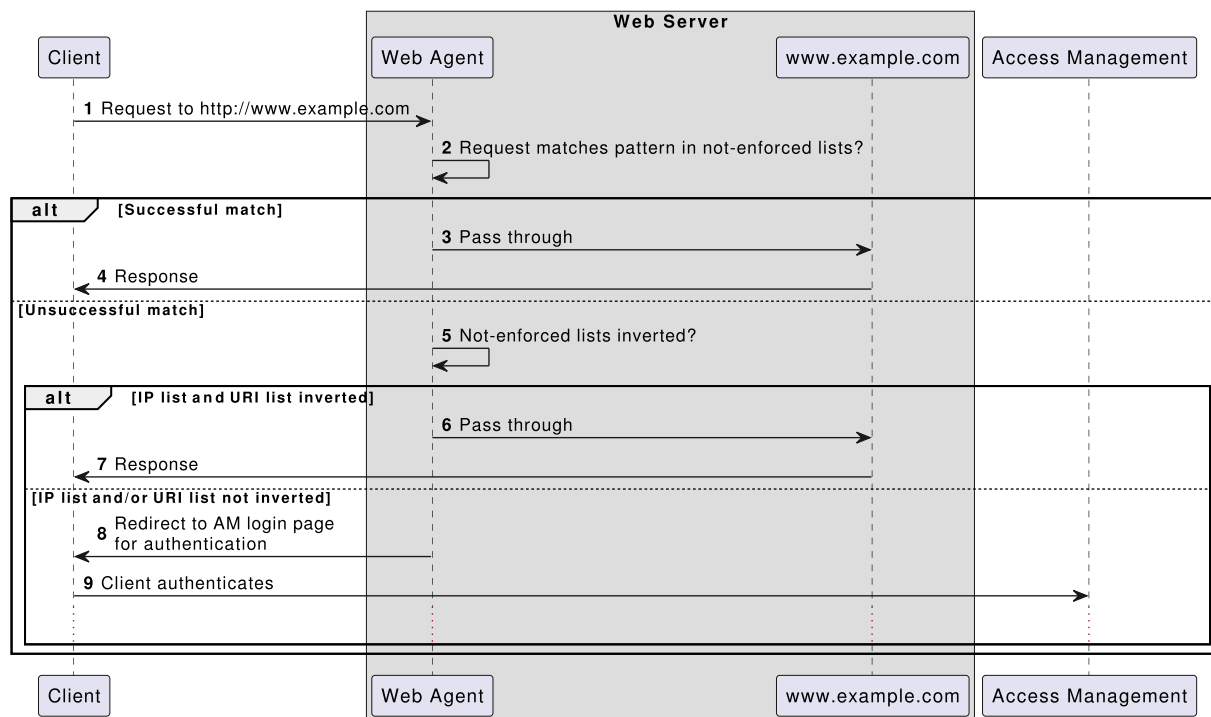 Web Server
Client
Web Agent
www.example.com
Access Management
1 Request to http://www.example.com
2 Request matches pattern in not-enforced lists?
alt [Successful match]
3 Pass through
4 Response
[Unsuccessful match]
5 Not-enforced lists inverted?
alt [IP list and URI list inverted]
6 Pass through
7 Response
[IP list and/or URI list not inverted]
8 Redirect to AM login page
for authentication
9 Client authenticates
Client
Web Agent
www.example.com
Access Management